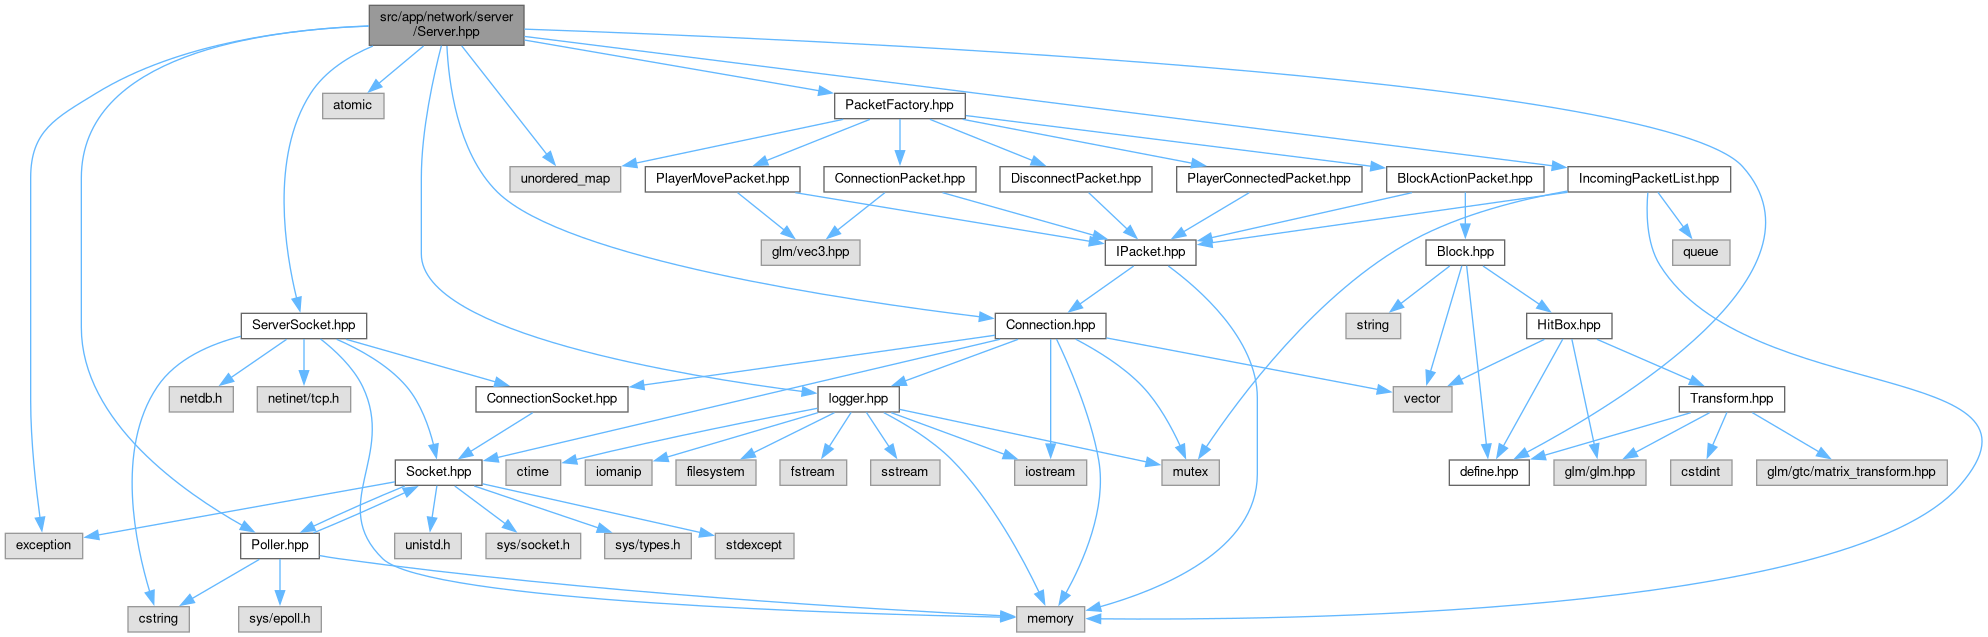 src/app/network/server
/Server.hpp
atomic
PacketFactory.hpp
unordered_map
PlayerMovePacket.hpp
ConnectionPacket.hpp
DisconnectPacket.hpp
PlayerConnectedPacket.hpp
BlockActionPacket.hpp
IncomingPacketList.hpp
glm/vec3.hpp
IPacket.hpp
Block.hpp
queue
ServerSocket.hpp
Connection.hpp
string
HitBox.hpp
netdb.h
netinet/tcp.h
ConnectionSocket.hpp
logger.hpp
vector
Transform.hpp
Socket.hpp
ctime
iomanip
filesystem
fstream
sstream
iostream
mutex
define.hpp
glm/glm.hpp
cstdint
glm/gtc/matrix_transform.hpp
exception
Poller.hpp
unistd.h
sys/socket.h
sys/types.h
stdexcept
cstring
sys/epoll.h
memory